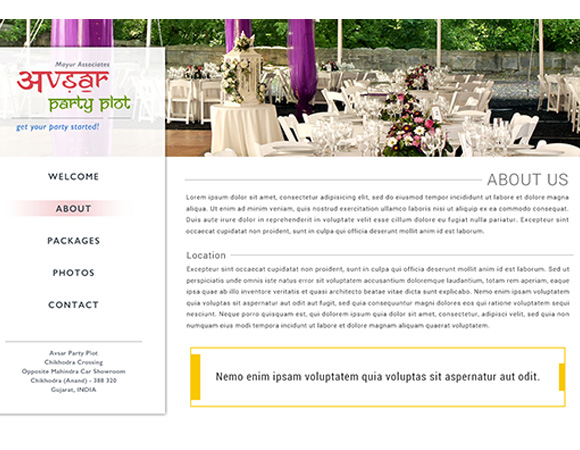 Mayur Associates
अvsar
party plot
get your party started!
WELCOME
ABOUT
PACKAGES
PHOTOS
CONTACT
Avsar Party Plot
Chikhodra Crossing
Opposite Mahindra Car Showroom
Chikhodra (Anand) - 388 320
Gujarat, INDIA
ABOUT US
Lorem ipsum dolor sit amet, consectetur adipisicing elit, sed do eiusmod tempor incididunt ut labore et dolore magna
aliqua. Ut enim ad minim veniam, quis nostrud exercitation ullamco laboris nisi ut aliquip ex ea commodo consequat.
Duis aute irure dolor in reprehenderit in voluptate velit esse cillum dolore eu fugiat nulla pariatur. Excepteur sint
occaecat cupidatat non proident, sunt in culpa qui officia deserunt mollit anim id est laborum.
Location
Excepteur sint occaecat cupidatat non proident, sunt in culpa qui officia deserunt mollit anim id est laborum. Sed ut
perspiciatis unde omnis iste natus error sit voluptatem accusantium doloremque laudantium, totam rem aperiam, eaque
ipsa quae ab illo inventore veritatis et quasi architecto beatae vitae dicta sunt explicabo. Nemo enim ipsam voluptatem
quia voluptas sit aspernatur aut odit aut fugit, sed quia consequuntur magni dolores eos qui ratione voluptatem sequi
nesciunt. Neque porro quisquam est, qui dolorem ipsum quia dolor sit amet, consectetur, adipisci velit, sed quia non
numquam eius modi tempora incidunt ut labore et dolore magnam aliquam quaerat voluptatem.
Nemo enim ipsam voluptatem quia voluptas sit aspernatur aut odit.